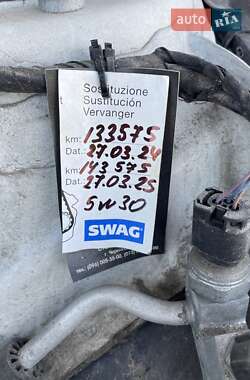 auto RIA
Sostituzione
Sustitución
Vervanger
km: 133575
Dat.: 27.03.24
km: 143575
Dat.: 27.03.25
5w30
SWAG